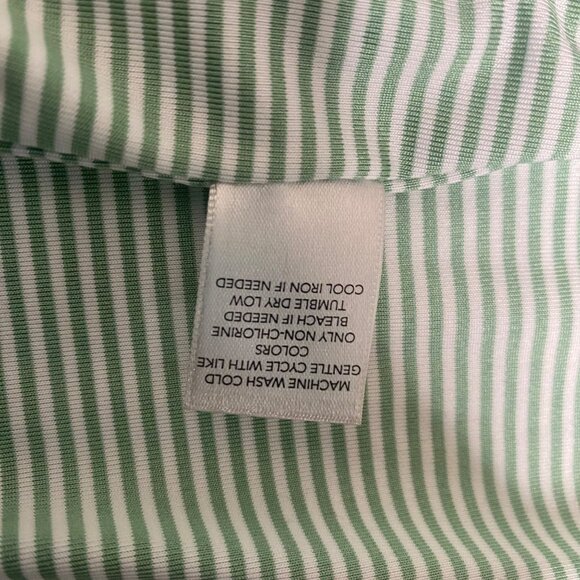 MACHINE WASH COLD
GENTLE CYCLE WITH LIKE
COLORS
ONLY NON-CHLORINE
BLEACH IF NEEDED
TUMBLE DRY LOW
COOL IRON IF NEEDED